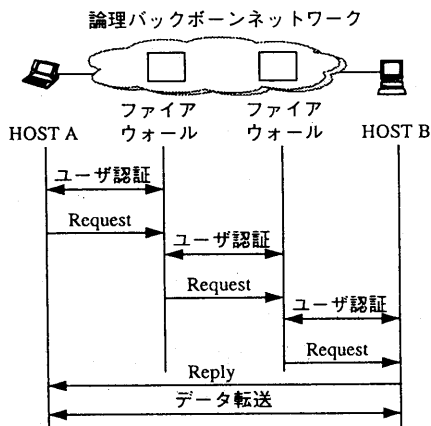 論理バックボーンネットワーク
ファイア ファイア
HOST A ウォール ウォール HOST B
ユーザ認証
Request
ユーザ認証
Request
ユーザ認証
Request
Reply
データ転送